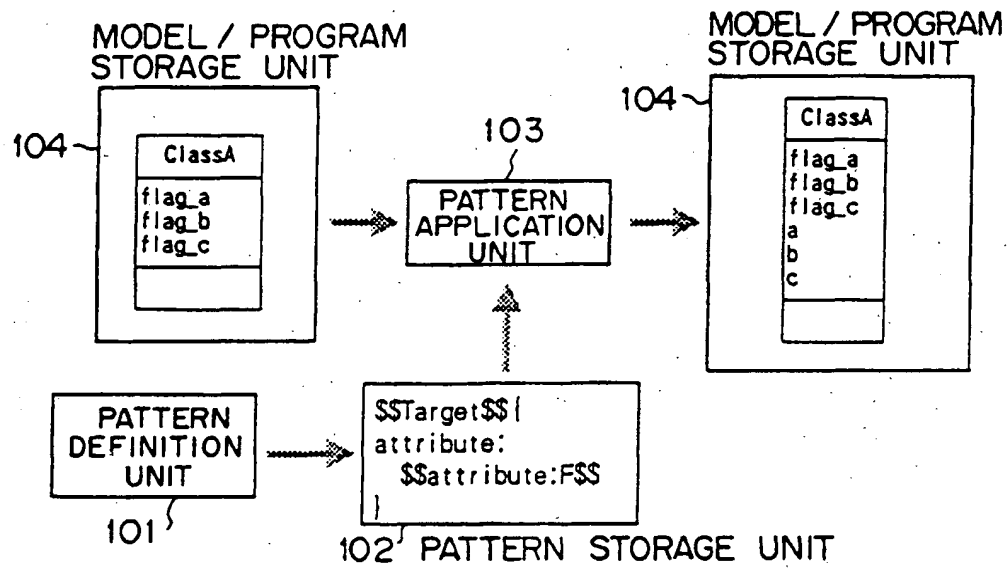 MODEL / PROGRAM
STORAGE UNIT
104
ClassA
flag_a
flag_b
flag_c
103
PATTERN
APPLICATION
UNIT
MODEL / PROGRAM
STORAGE UNIT
104
ClassA
flag_a
flag_b
flag_c
a
b
c
PATTERN
DEFINITION
UNIT
101
$$Target$${
attribute:
$$attribute:F$$
}
102 PATTERN STORAGE UNIT